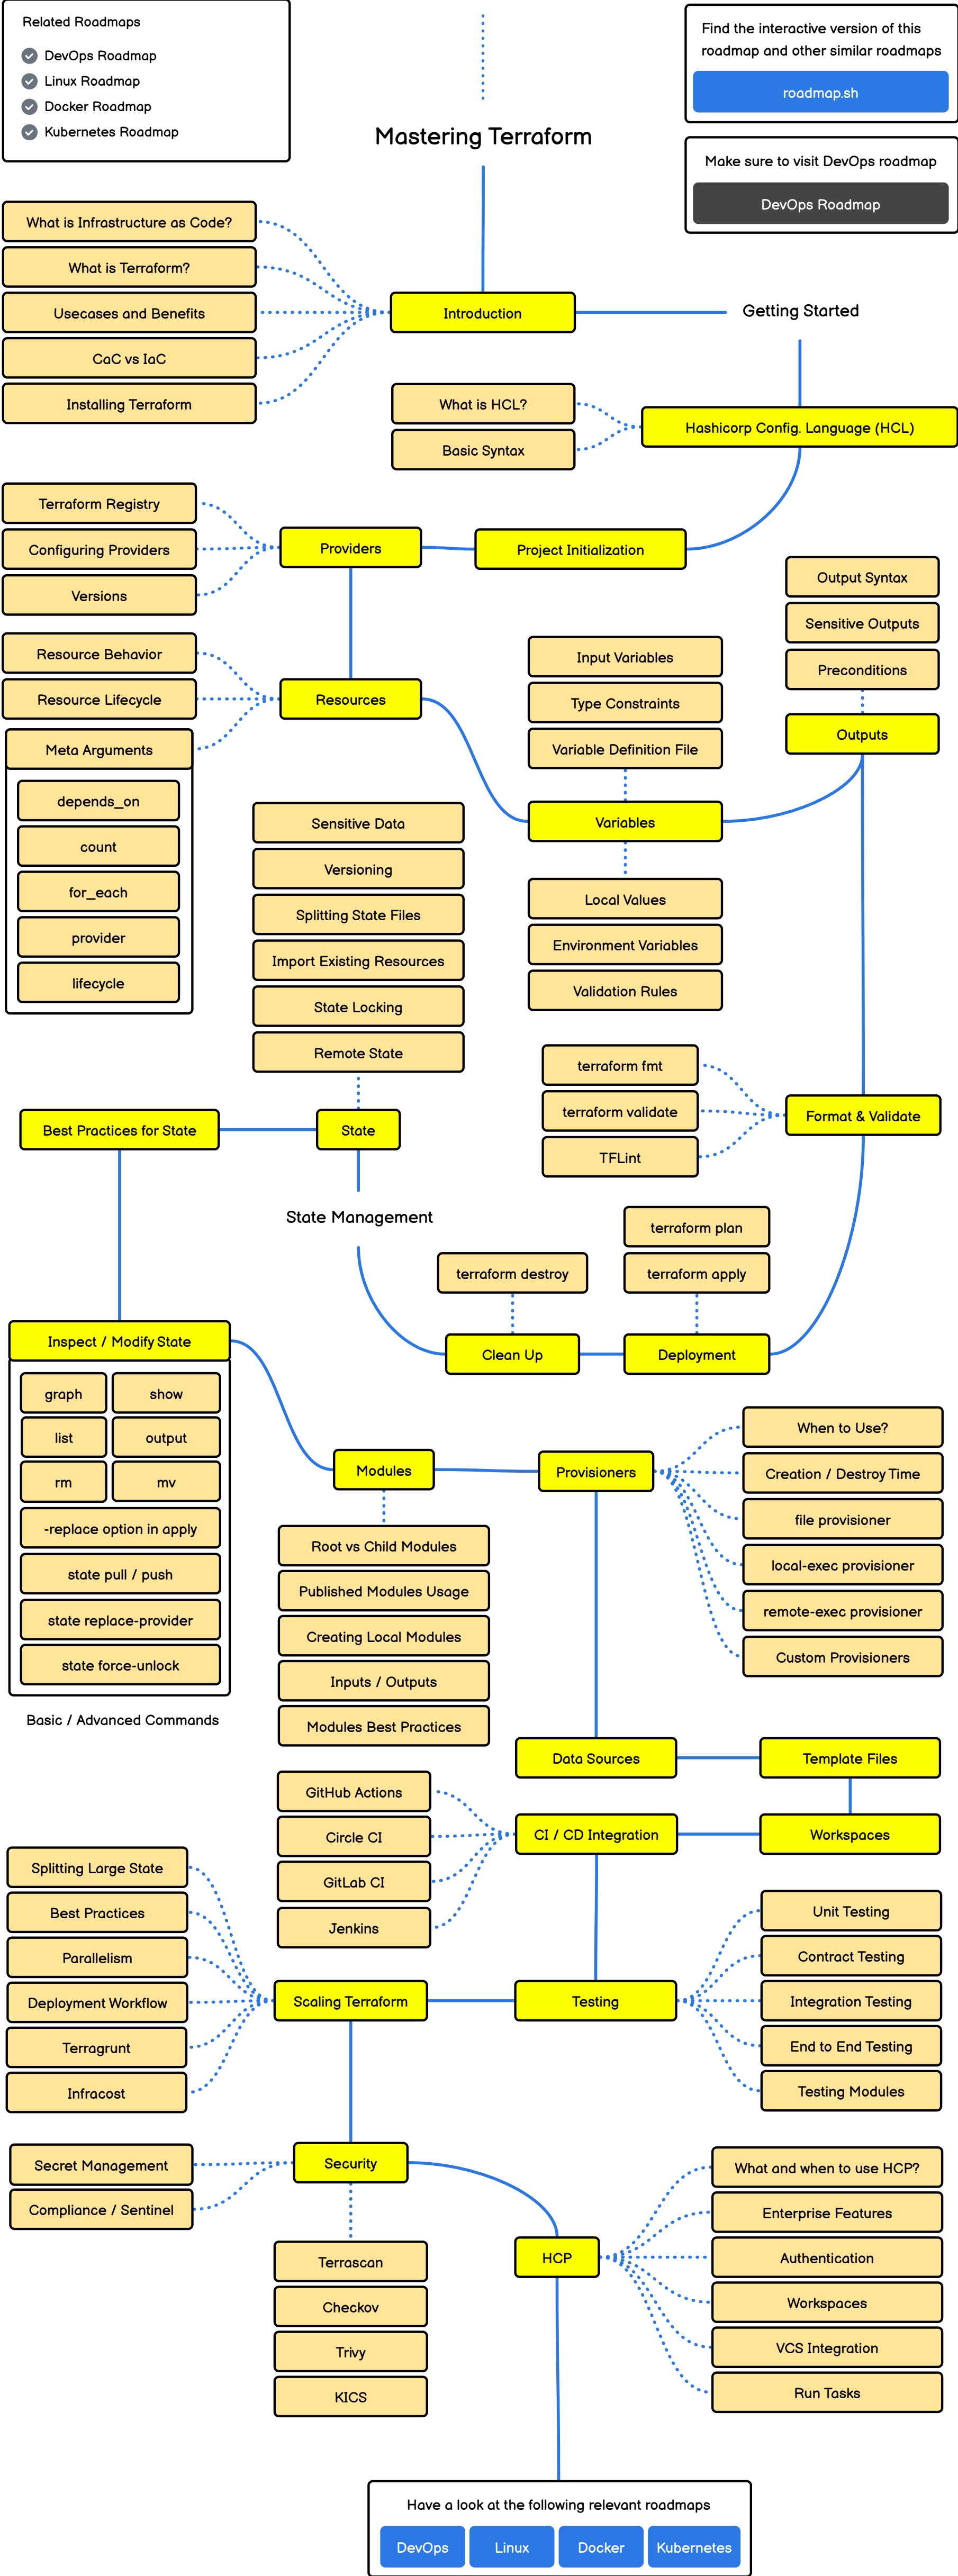 Related Roadmaps
DevOps Roadmap
Linux Roadmap
Docker Roadmap
Kubernetes Roadmap
Find the interactive version of this
roadmap and other similar roadmaps
roadmap.sh
Make sure to visit DevOps roadmap
DevOps Roadmap
Mastering Terraform
What is Infrastructure as Code?
What is Terraform?
Usecases and Benefits
CaC vs IaC
Installing Terraform
Introduction
Getting Started
What is HCL?
Basic Syntax
Hashicorp Config. Language (HCL)
Terraform Registry
Configuring Providers
Versions
Providers
Project Initialization
Resource Behavior
Resource Lifecycle
Meta Arguments
depends_on
count
for_each
provider
lifecycle
Resources
Input Variables
Type Constraints
Variable Definition File
Variables
Local Values
Environment Variables
Validation Rules
Output Syntax
Sensitive Outputs
Preconditions
Outputs
Sensitive Data
Versioning
Splitting State Files
Import Existing Resources
State Locking
Remote State
terraform fmt
terraform validate
TFLint
Format & Validate
Best Practices for State
State
State Management
terraform destroy
terraform plan
terraform apply
Clean Up
Deployment
Inspect / Modify State
graph
show
list
output
rm
mv
-replace option in apply
state pull / push
state replace-provider
state force-unlock
Basic / Advanced Commands
Modules
Root vs Child Modules
Published Modules Usage
Creating Local Modules
Inputs / Outputs
Modules Best Practices
Provisioners
When to Use?
Creation / Destroy Time
file provisioner
local-exec provisioner
remote-exec provisioner
Custom Provisioners
Data Sources
Template Files
GitHub Actions
Circle CI
GitLab CI
Jenkins
CI / CD Integration
Workspaces
Splitting Large State
Best Practices
Parallelism
Deployment Workflow
Terragrunt
Infracost
Scaling Terraform
Testing
Unit Testing
Contract Testing
Integration Testing
End to End Testing
Testing Modules
Secret Management
Compliance / Sentinel
Security
Terrascan
Checkov
Trivy
KICS
HCP
What and when to use HCP?
Enterprise Features
Authentication
Workspaces
VCS Integration
Run Tasks
Have a look at the following relevant roadmaps
DevOps
Linux
Docker
Kubernetes